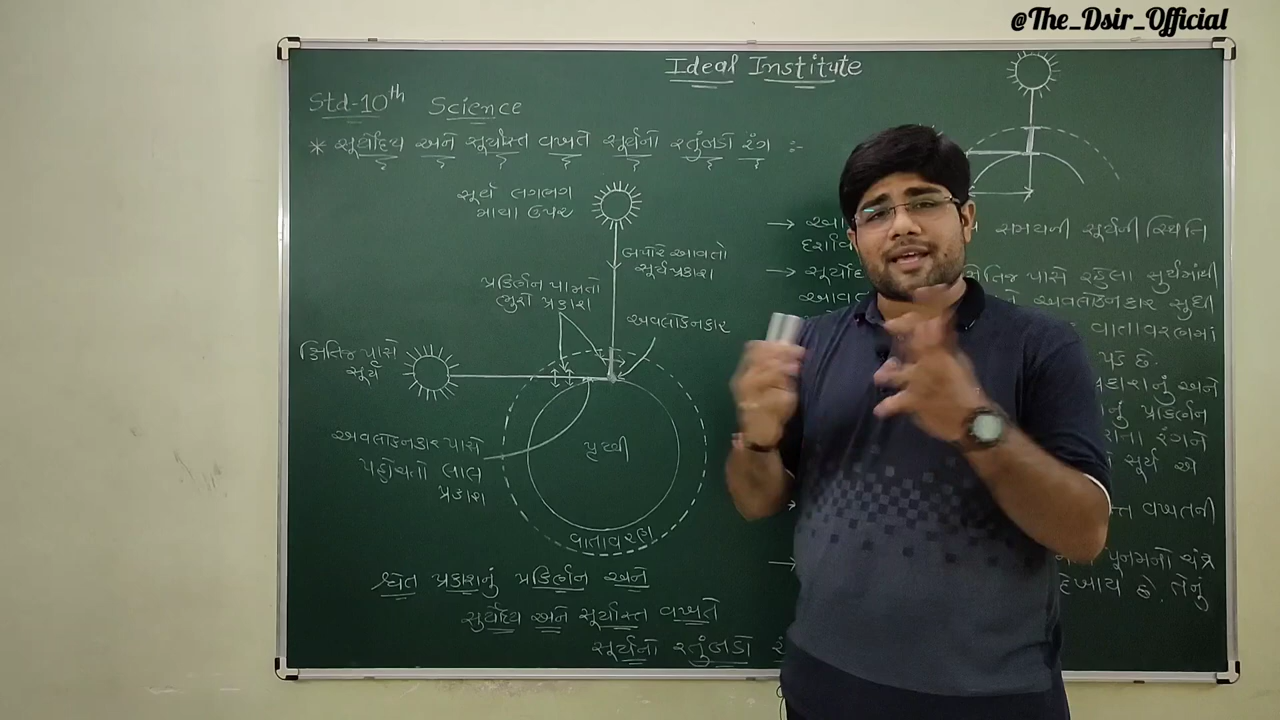 @The_Dsir_Official
Ideal Institute
Std-10th Science
* સૂર્યોદય અને સૂર્યાસ્ત વખતે સૂર્યનો રતુંબડો રંગ :-
સૂર્ય લગભગ
માથા ઉપર
બપોરે આવતો
સૂર્યપ્રકાશ
પ્રકિર્ણન પામતો
ભુરો પ્રકાશ
અવલોકનકાર
ક્ષિતિજ પાસે
સૂર્ય
અવલોકનકાર પાસે
પહોંચતો લાલ
પ્રકાશ
પૃથ્વી
વાતાવરણ
શ્વેત પ્રકાશનું પ્રકિર્ણન અને
સુર્યોદય અને સૂર્યાસ્ત વખતે
સૂર્યનો રતુંબડો
→ આ સમયની સૂર્યની સ્થિતિ
→ ક્ષિતિજ પાસે રહેલા સુર્યમાંથી
અવલોકનકાર સુધી
વાતાવરણમાં
પડે છે.
અને
પ્રકિર્ણન
રંગને
સૂર્ય એ
વખતની
પૂનમનો ચંદ્ર
દેખાય છે. તેનું